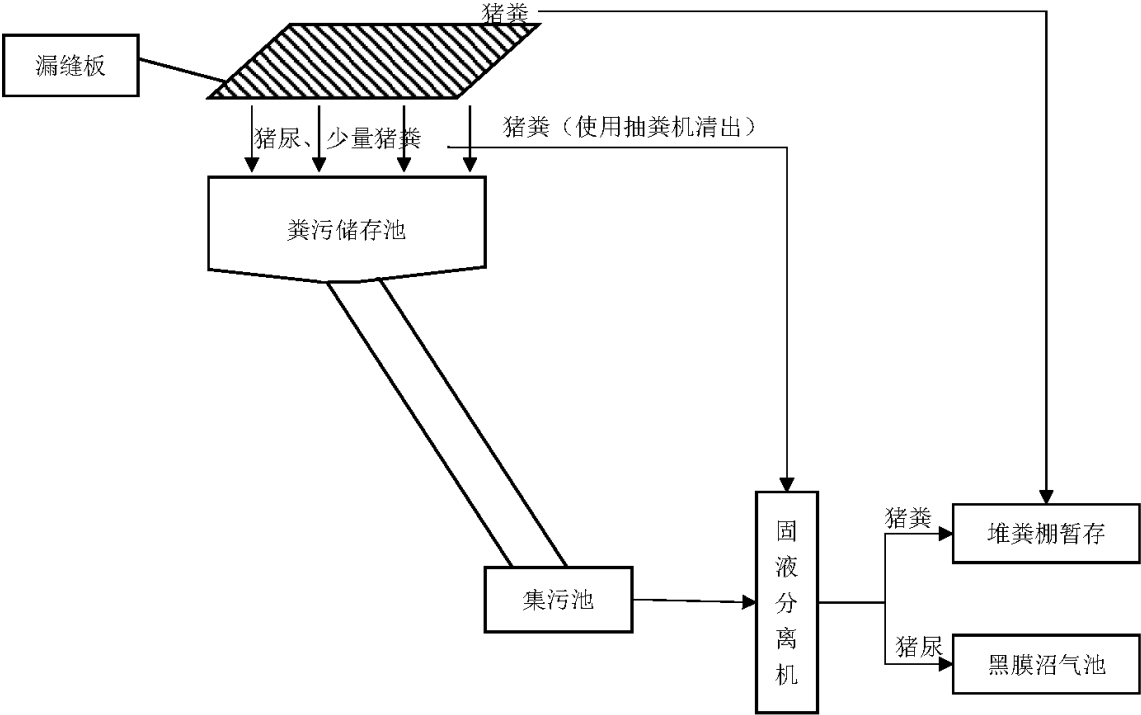 猪粪
漏缝板
猪粪（使用抽粪机清出）
猪尿、少量猪粪
粪污储存池
猪粪
固液分离机
堆粪棚暂存
集污池
猪尿
黑膜沼气池